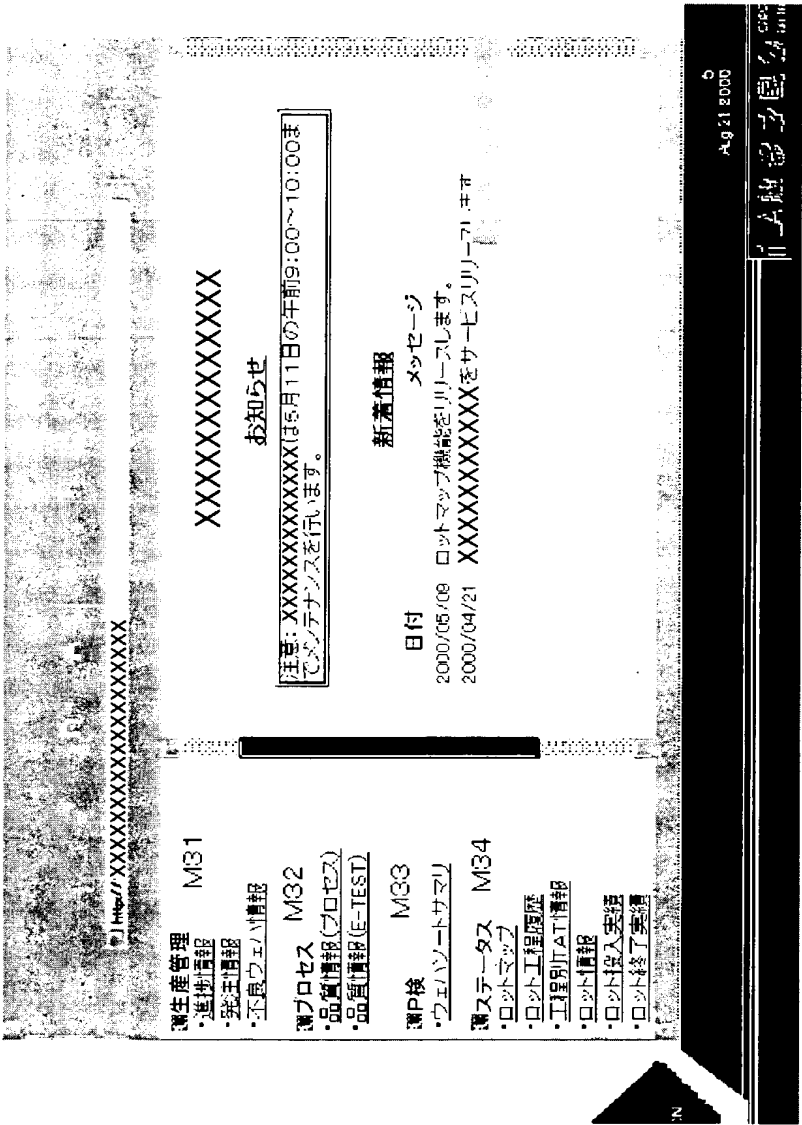 http://XXXXXXXXXXXXXXXXXXXX
生産管理 M31
・進捗情報
・発注情報
・不良ウェハ情報
プロセス M32
・品質情報(プロセス)
・品質情報(E-TEST)
P検 M33
・ウェハソートサマリ
ステータス M34
・ロットマップ
・ロット工程履歴
・工程別TAT情報
・ロット情報
・ロット投入実績
・ロット終了実績
XXXXXXXXXXXXX
お知らせ
注意: XXXXXXXXXXXXXは5月11日の午前9:00～10:00ま
でメンテナンスを行います。
新着情報
日付 メッセージ
2000/05/09 ロットマップ機能をリリースします。
2000/04/21 XXXXXXXXXXXをサービスリリースします
5
Aug 21 2000